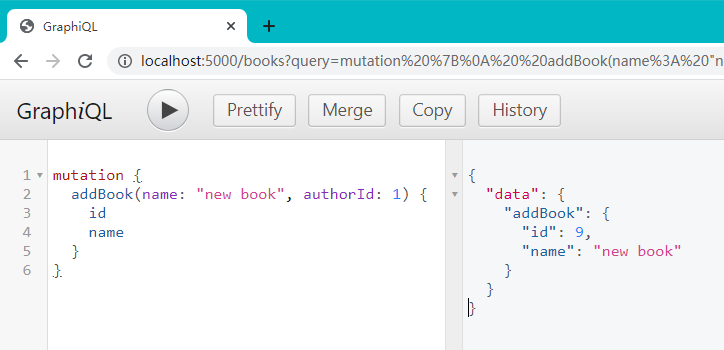 GraphiQL
localhost:5000/books?query=mutation%20%7B%0A%20%20addBook(name%3A%20"n
GraphiQL
Prettify
Merge
Copy
History
1 mutation {
2   addBook(name: "new book", authorId: 1) {
3     id
4     name
5   }
6 }
{
  "data": {
    "addBook": {
      "id": 9,
      "name": "new book"
    }
  }
}